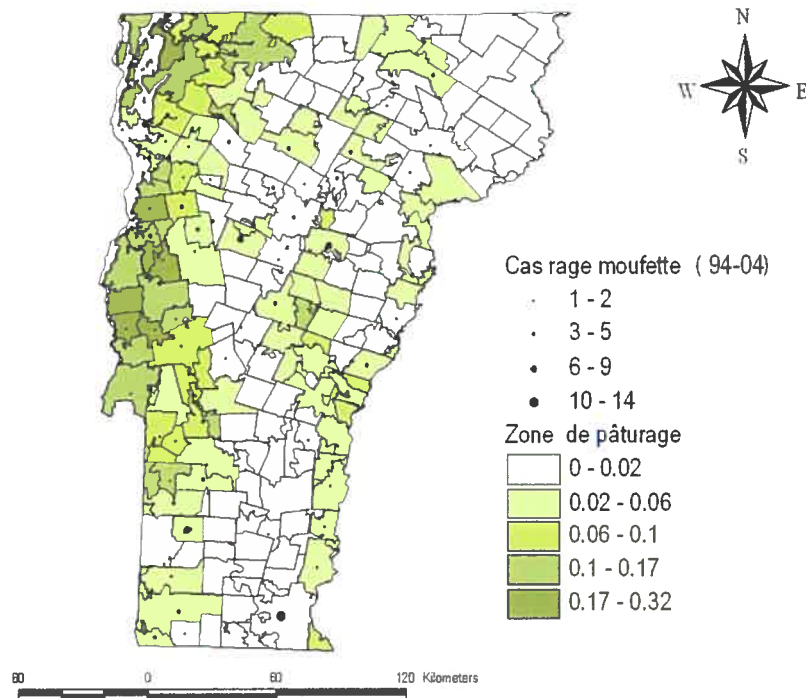 N
W E
S
Cas rage moufette ( 94-04)
1 - 2
3 - 5
6 - 9
10 - 14
Zone de pâturage
0 - 0.02
0.02 - 0.06
0.06 - 0.1
0.1 - 0.17
0.17 - 0.32
60 0 60 120 Kilometers